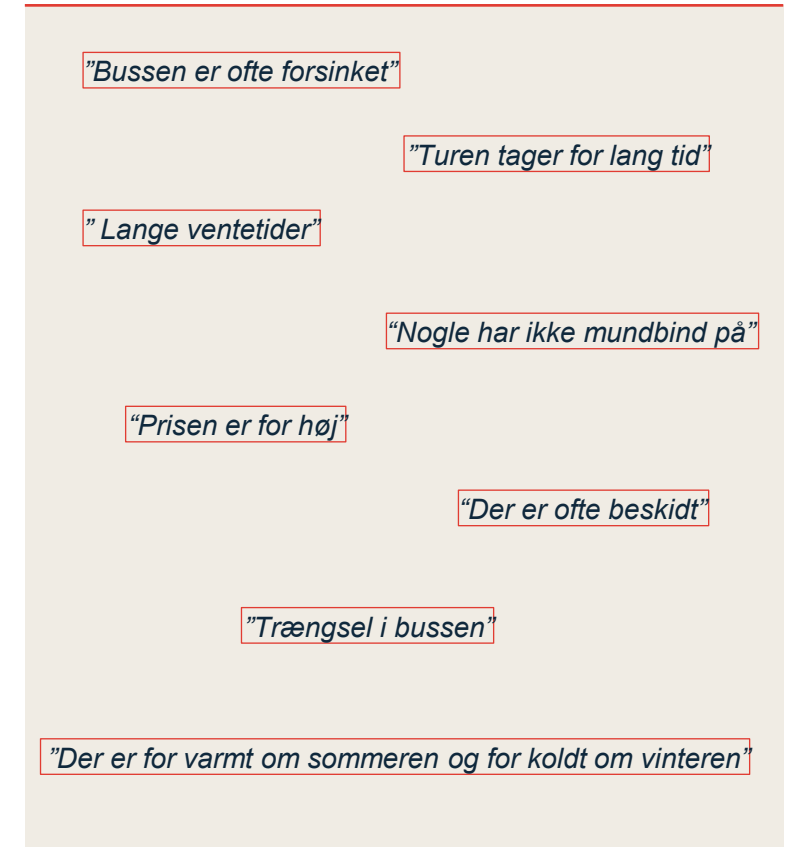 ”Bussen er ofte forsinket”
”Turen tager for lang tid”
” Lange ventetider”
“Nogle har ikke mundbind på”
“Prisen er for høj”
“Der er ofte beskidt”
”Trængsel i bussen”
”Der er for varmt om sommeren og for koldt om vinteren”